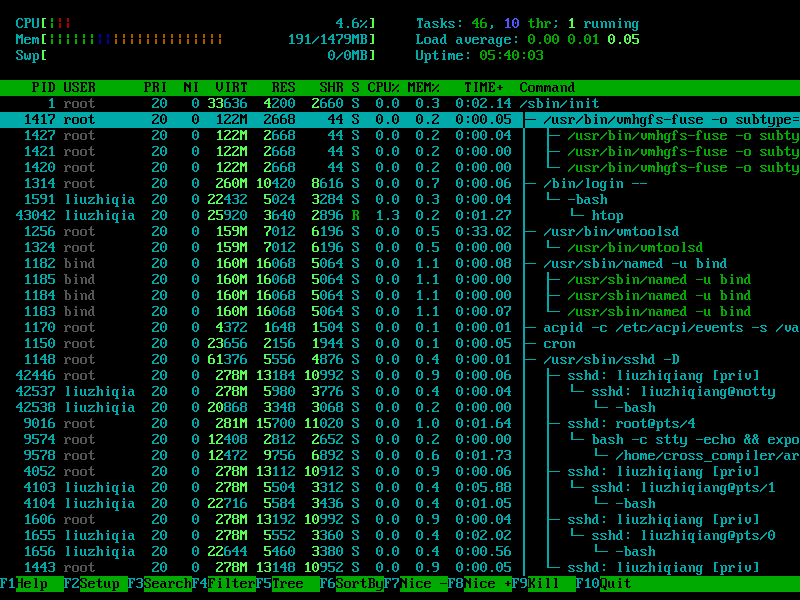 CPU[||| 4.6%] Tasks: 46, 10 thr; 1 running
Mem[|||||||||||||||||||||| 191/1479MB] Load average: 0.00 0.01 0.05
Swp[ 0/0MB] Uptime: 05:40:03
PID USER PRI NI VIRT RES SHR S CPU% MEM% TIME+ Command
1 root 20 0 33636 4200 2660 S 0.0 0.3 0:02.14 /sbin/init
1417 root 20 0 122M 2668 44 S 0.0 0.2 0:00.05 ├─ /usr/bin/vmhgfs-fuse -o subtype=
1427 root 20 0 122M 2668 44 S 0.0 0.2 0:00.04 │ ├─ /usr/bin/vmhgfs-fuse -o subty
1421 root 20 0 122M 2668 44 S 0.0 0.2 0:00.00 │ ├─ /usr/bin/vmhgfs-fuse -o subty
1420 root 20 0 122M 2668 44 S 0.0 0.2 0:00.00 │ └─ /usr/bin/vmhgfs-fuse -o subty
1314 root 20 0 260M 10420 8616 S 0.0 0.7 0:00.06 ├─ /bin/login --
1591 liuzhiqia 20 0 22432 5024 3284 S 0.0 0.3 0:00.04 │ └─ -bash
43042 liuzhiqia 20 0 25920 3640 2896 R 1.3 0.2 0:01.27 │ └─ htop
1256 root 20 0 159M 7012 6196 S 0.0 0.5 0:33.02 ├─ /usr/bin/vmtoolsd
1324 root 20 0 159M 7012 6196 S 0.0 0.5 0:00.00 │ └─ /usr/bin/vmtoolsd
1182 bind 20 0 160M 16068 5064 S 0.0 1.1 0:00.08 ├─ /usr/sbin/named -u bind
1185 bind 20 0 160M 16068 5064 S 0.0 1.1 0:00.00 │ ├─ /usr/sbin/named -u bind
1184 bind 20 0 160M 16068 5064 S 0.0 1.1 0:00.00 │ ├─ /usr/sbin/named -u bind
1183 bind 20 0 160M 16068 5064 S 0.0 1.1 0:00.07 │ └─ /usr/sbin/named -u bind
1170 root 20 0 4372 1648 1504 S 0.0 0.1 0:00.01 ├─ acpid -c /etc/acpi/events -s /va
1150 root 20 0 23656 2156 1944 S 0.0 0.1 0:00.05 ├─ cron
1148 root 20 0 61376 5556 4876 S 0.0 0.4 0:00.01 ├─ /usr/sbin/sshd -D
42446 root 20 0 278M 13184 10992 S 0.0 0.9 0:00.06 │ ├─ sshd: liuzhiqiang [priv]
42537 liuzhiqia 20 0 278M 5980 3776 S 0.0 0.4 0:00.04 │ │ └─ sshd: liuzhiqiang@notty
42538 liuzhiqia 20 0 20868 3348 3068 S 0.0 0.2 0:00.00 │ │ └─ -bash
9016 root 20 0 281M 15700 11020 S 0.0 1.0 0:01.64 │ ├─ sshd: root@pts/4
9574 root 20 0 12408 2812 2652 S 0.0 0.2 0:00.00 │ │ └─ bash -c stty -echo && expo
9578 root 20 0 12472 9756 6892 S 0.0 0.6 0:01.73 │ │ └─ /home/cross_compiler/ar
4052 root 20 0 278M 13112 10912 S 0.0 0.9 0:00.06 │ ├─ sshd: liuzhiqiang [priv]
4103 liuzhiqia 20 0 278M 5504 3312 S 0.0 0.4 0:05.88 │ │ └─ sshd: liuzhiqiang@pts/1
4104 liuzhiqia 20 0 22716 5584 3436 S 0.0 0.4 0:01.05 │ │ └─ -bash
1606 root 20 0 278M 13192 10992 S 0.0 0.9 0:00.04 │ ├─ sshd: liuzhiqiang [priv]
1655 liuzhiqia 20 0 278M 5552 3360 S 0.0 0.4 0:02.02 │ │ └─ sshd: liuzhiqiang@pts/0
1656 liuzhiqia 20 0 22644 5460 3380 S 0.0 0.4 0:00.56 │ │ └─ -bash
1443 root 20 0 278M 13148 10952 S 0.0 0.9 0:00.05 │ └─ sshd: liuzhiqiang [priv]
F1Help F2Setup F3SearchF4FilterF5Tree F6SortByF7Nice -F8Nice +F9Kill F10Quit